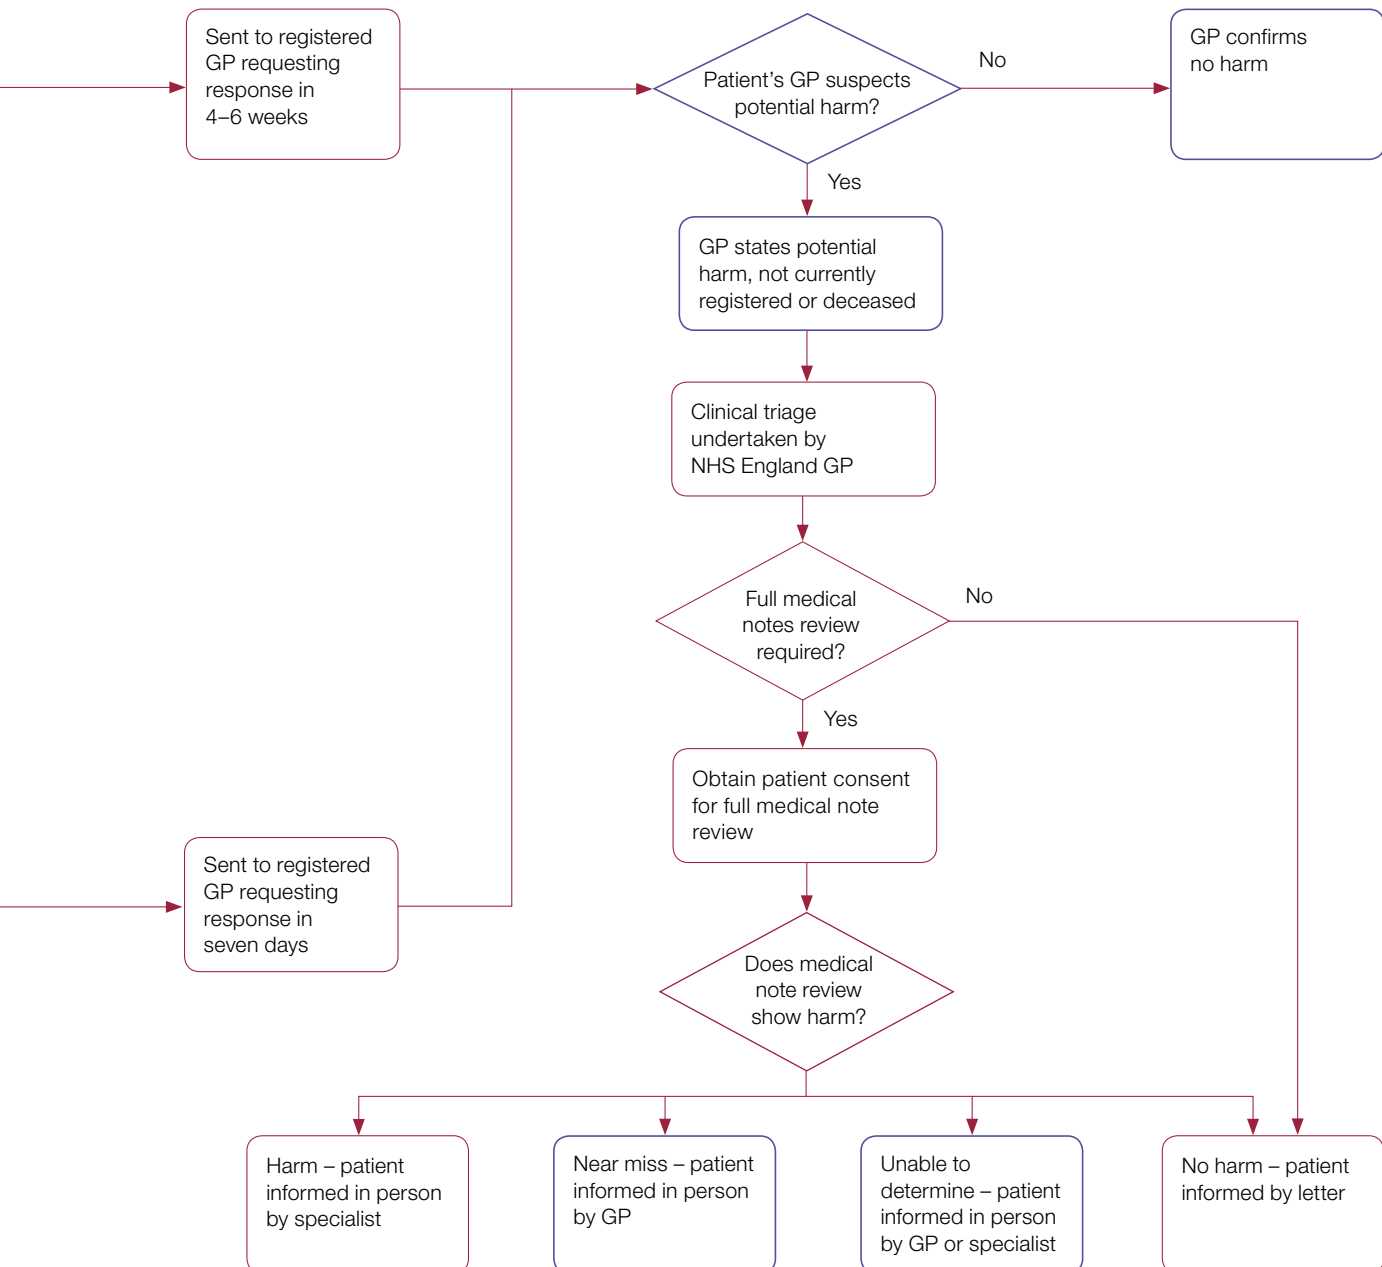 Sent to registered
GP requesting
response in
4–6 weeks
Patient's GP suspects
potential harm?
No
GP confirms
no harm
Yes
GP states potential
harm, not currently
registered or deceased
Clinical triage
undertaken by
NHS England GP
Full medical
notes review
required?
No
Yes
Obtain patient consent
for full medical note
review
Sent to registered
GP requesting
response in
seven days
Does medical
note review
show harm?
Harm – patient
informed in person
by specialist
Near miss – patient
informed in person
by GP
Unable to
determine – patient
informed in person
by GP or specialist
No harm – patient
informed by letter